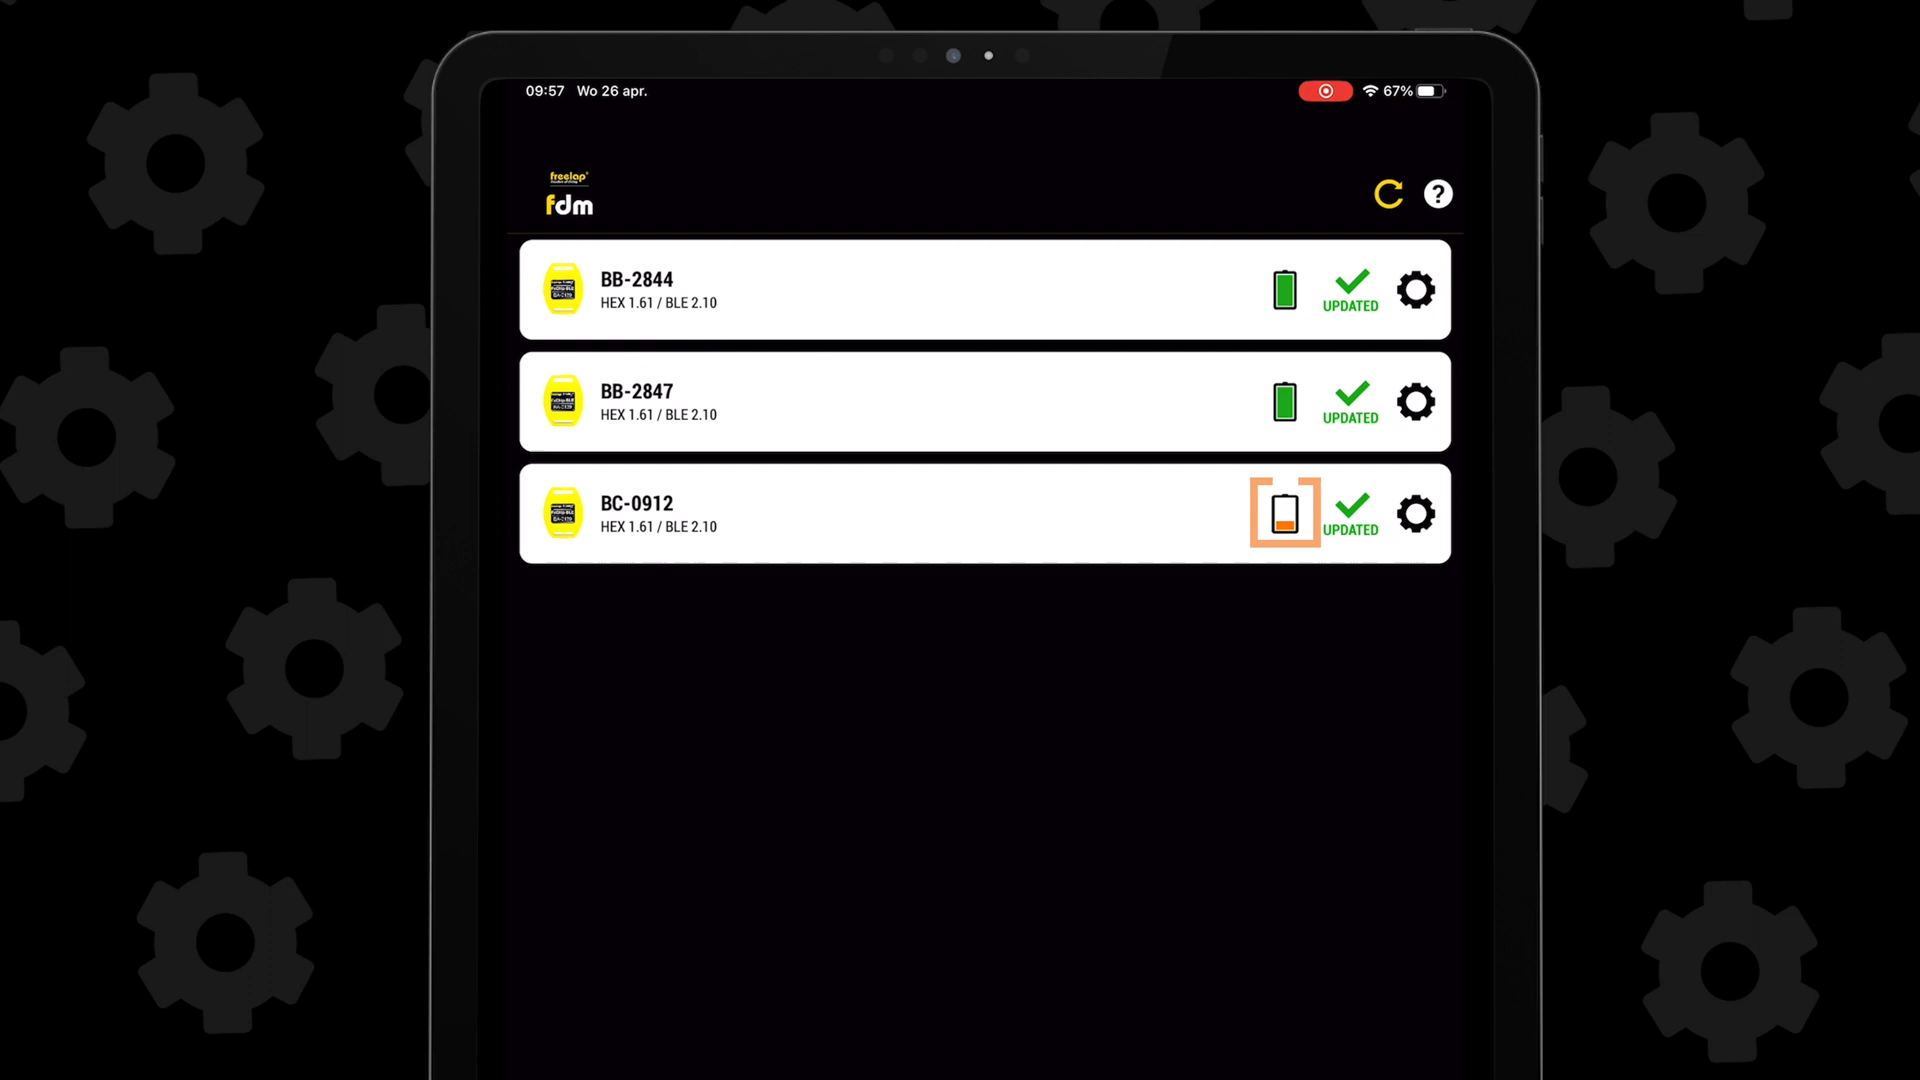 09:57 Wo 26 apr.
67%
freelap
fdm
?
BB-2844
HEX 1.61 / BLE 2.10
UPDATED
BB-2847
HEX 1.61 / BLE 2.10
UPDATED
BC-0912
HEX 1.61 / BLE 2.10
UPDATED